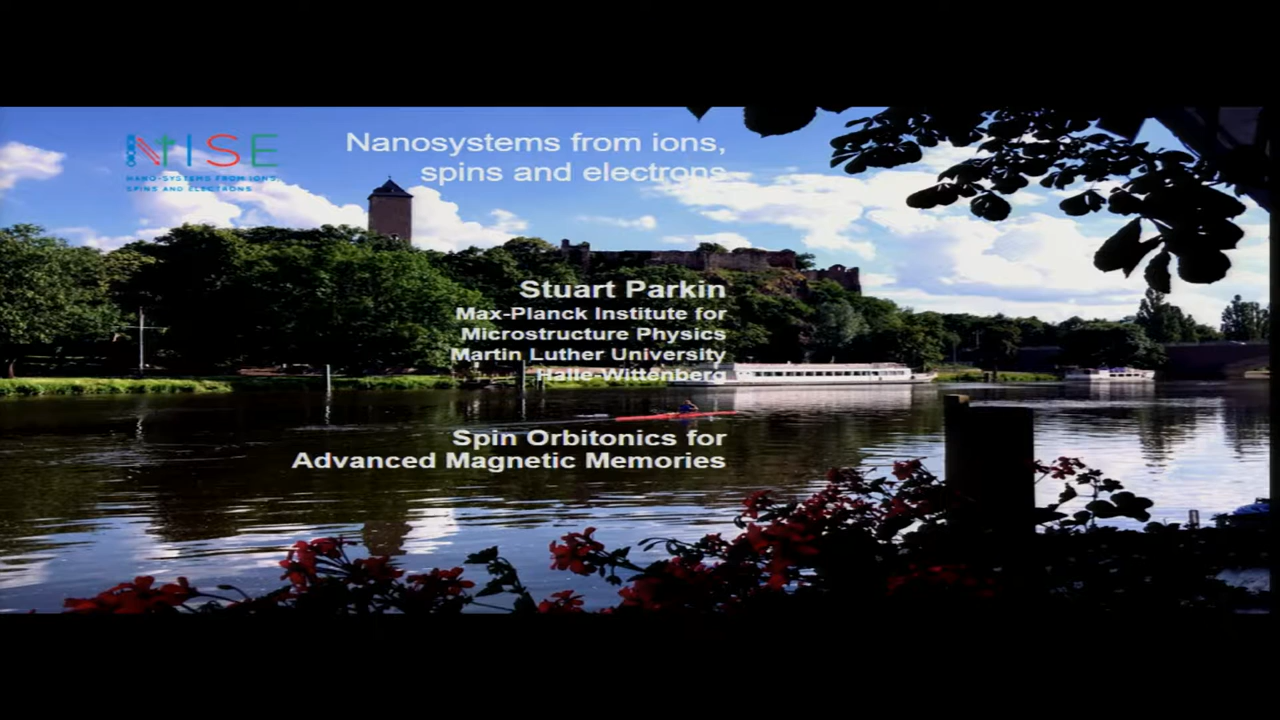 NISE
NANO-SYSTEMS FROM IONS,
SPINS AND ELECTRONS
Nanosystems from ions,
spins and electrons
Stuart Parkin
Max-Planck Institute for
Microstructure Physics
Martin Luther University
Halle-Wittenberg
Spin Orbitonics for
Advanced Magnetic Memories